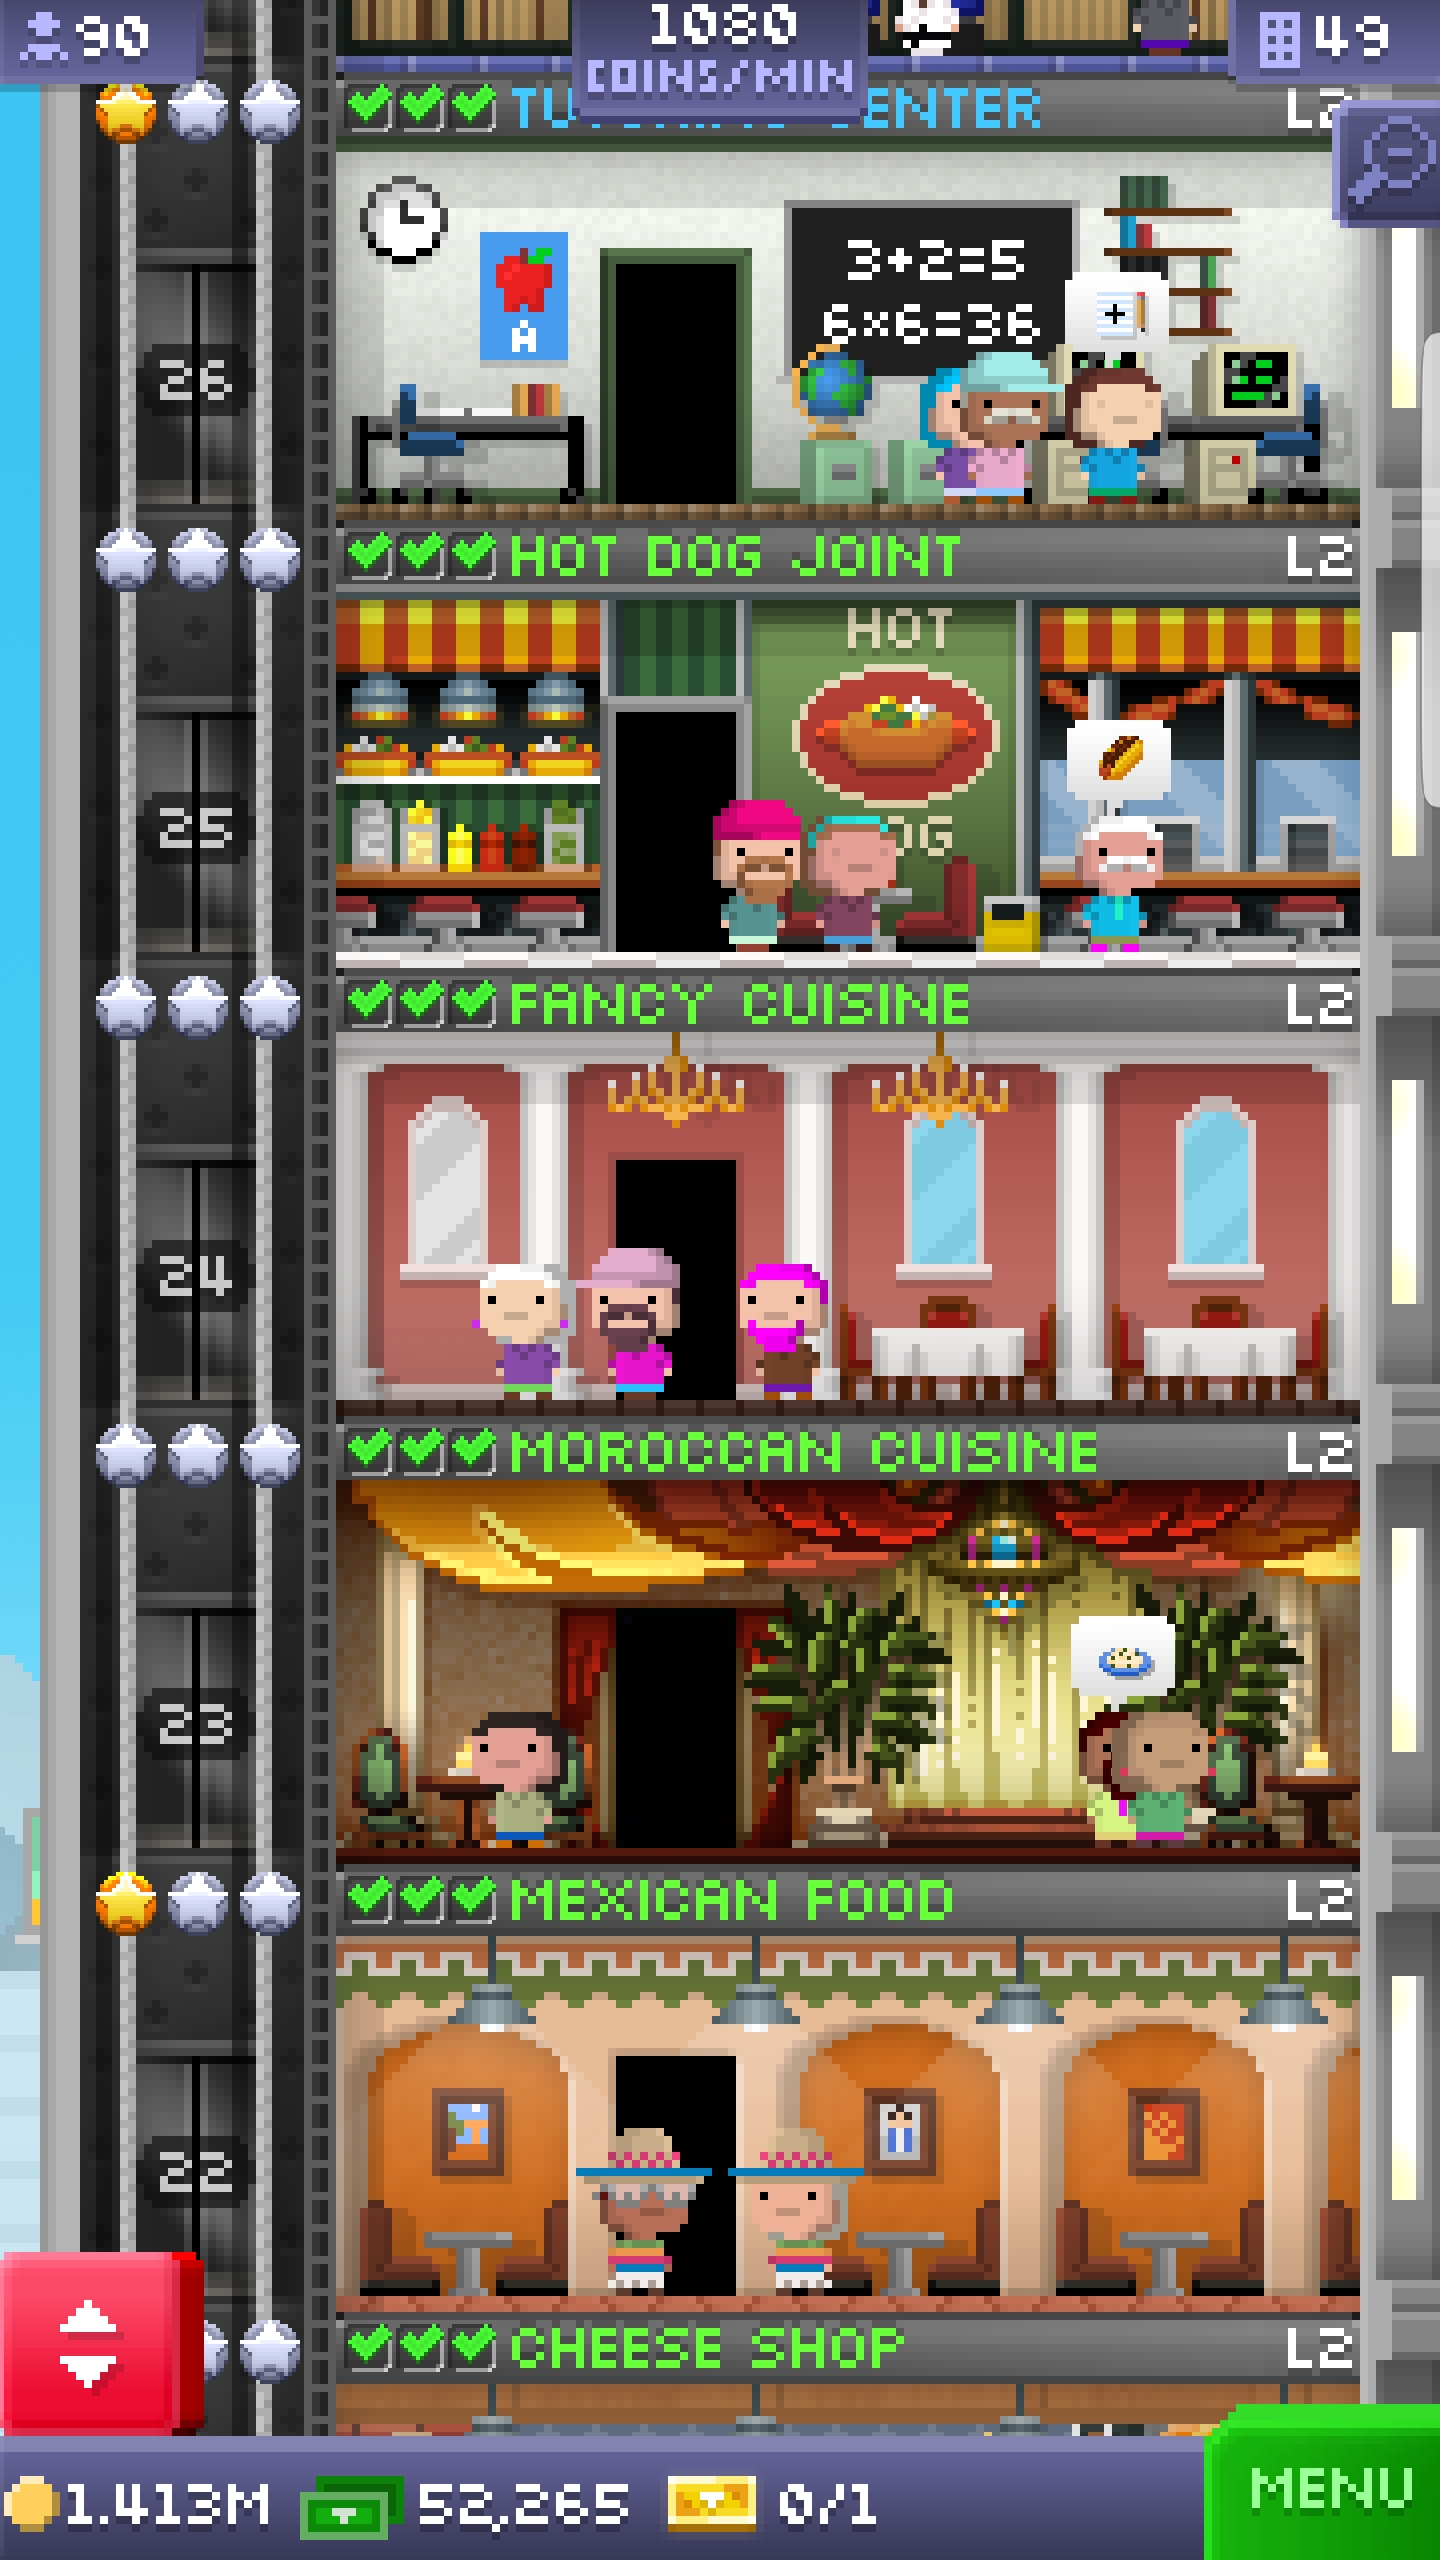 90
1080
COINS/MIN
49
L2
A
3+2=5
6×6=36
26
HOT DOG JOINT L2
HOT
25
FANCY CUISINE L2
24
MOROCCAN CUISINE L2
23
MEXICAN FOOD L2
22
CHEESE SHOP L2
1.413M 52,265 0/1
MENU